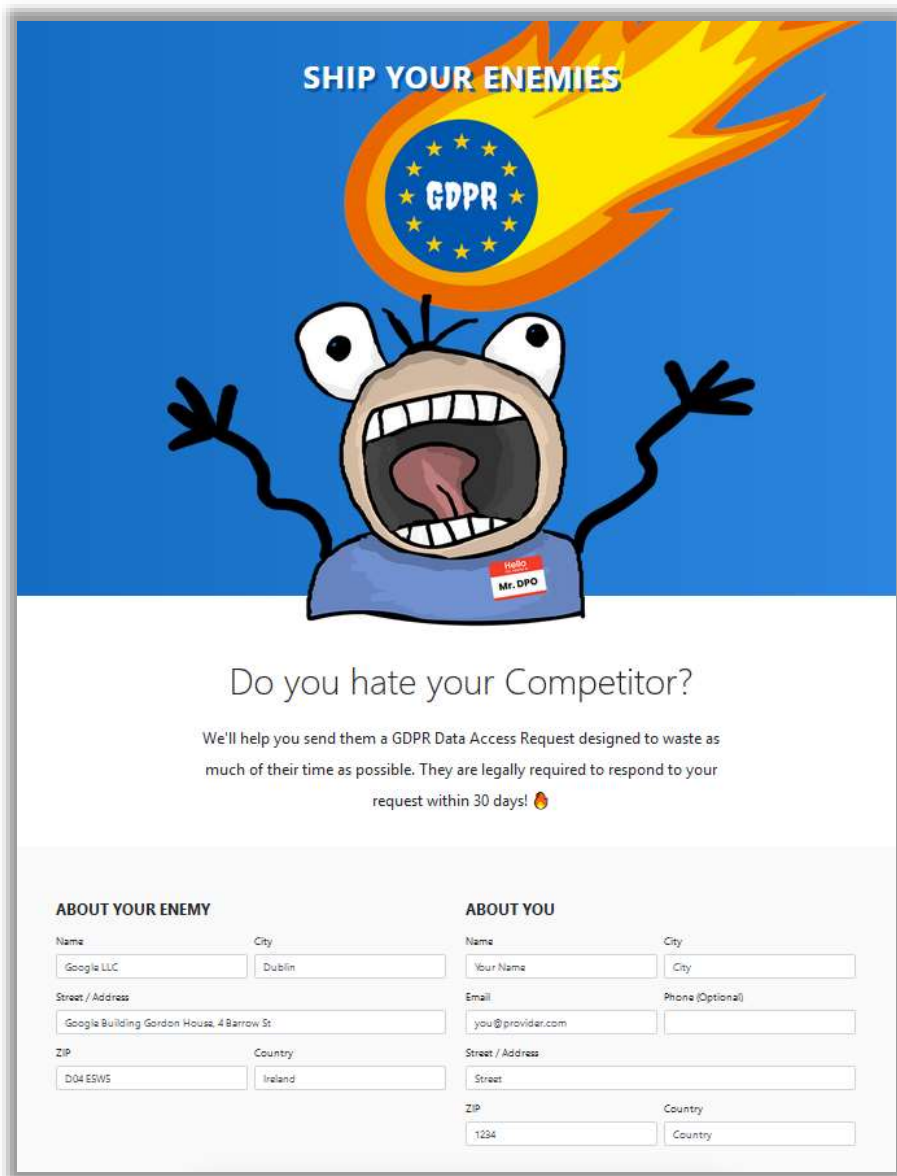 SHIP YOUR ENEMIES
GDPR
Hello
Mr. DPO
Do you hate your Competitor?
We'll help you send them a GDPR Data Access Request designed to waste as
much of their time as possible. They are legally required to respond to your
request within 30 days! 🔥
ABOUT YOUR ENEMY
Name City
Google LLC Dublin
Street / Address
Google Building Gordon House, 4 Barrow St
ZIP Country
D04 E5W5 Ireland
ABOUT YOU
Name City
Your Name City
Email Phone (Optional)
you@provider.com
Street / Address
Street
ZIP Country
1234 Country